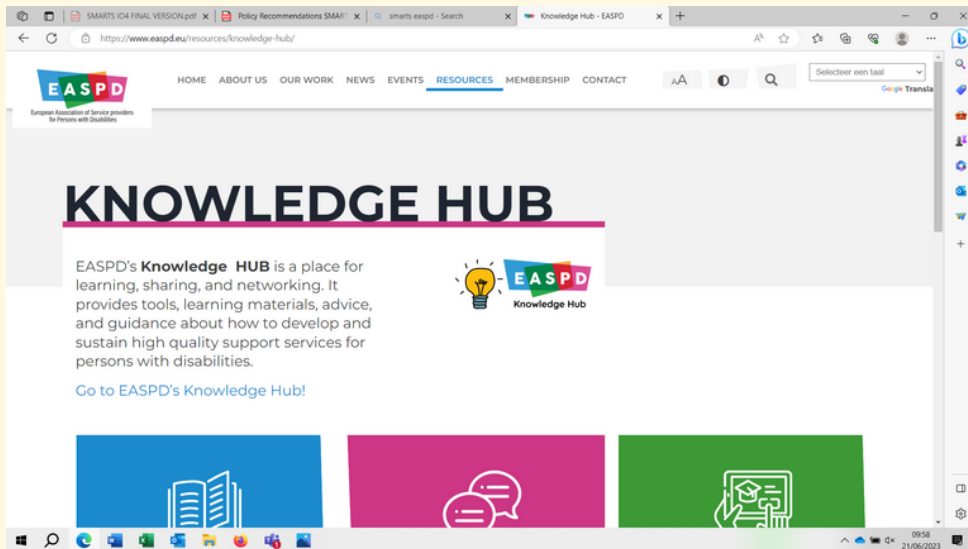 SMARTS IO4 FINAL VERSION.pdf
Policy Recommendations SMART
smarts easpd - Search
Knowledge Hub - EASPD
https://www.easpd.eu/resources/knowledge-hub/
EASPD
European Association of Service providers
for Persons with Disabilities
HOME ABOUT US OUR WORK NEWS EVENTS RESOURCES MEMBERSHIP CONTACT
AA
Selecteer een taal
Google Transla
KNOWLEDGE HUB
EASPD's Knowledge HUB is a place for
learning, sharing, and networking. It
provides tools, learning materials, advice,
and guidance about how to develop and
sustain high quality support services for
persons with disabilities.
Go to EASPD's Knowledge Hub!
EASPD
Knowledge Hub
09:58
21/06/2023